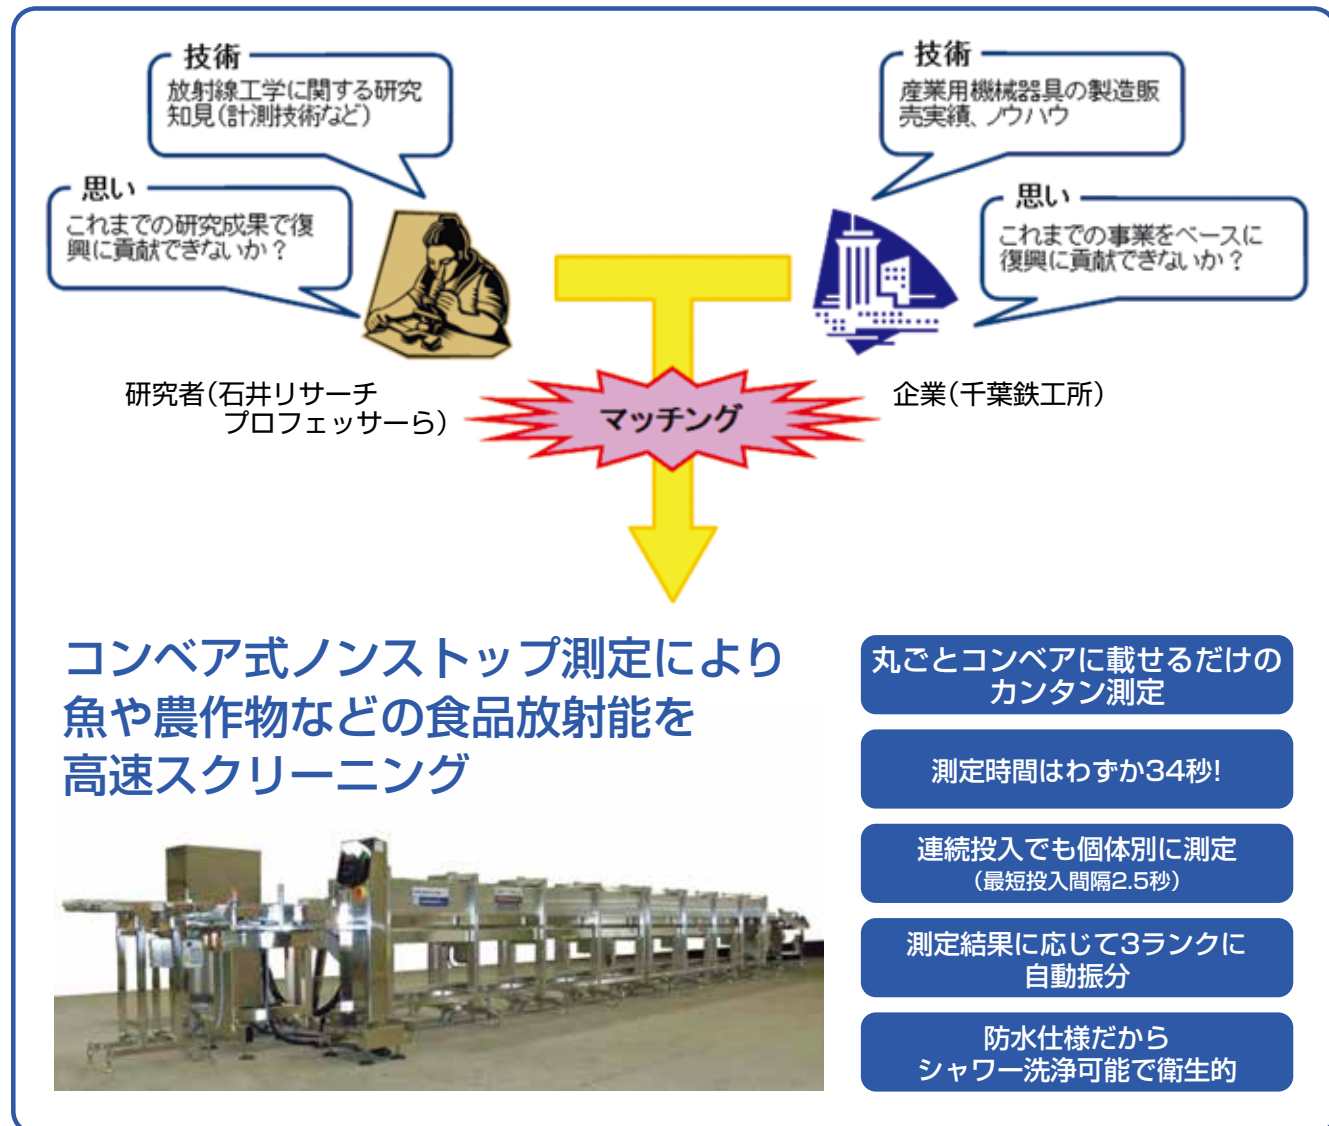 技術
放射線工学に関する研究
知見(計測技術など)
技術
産業用機械器具の製造販
売実績、ノウハウ
思い
これまでの研究成果で復
興に貢献できないか？
思い
これまでの事業をベースに
復興に貢献できないか？
研究者(石井リサーチ
プロフェッサーら)
マッチング
企業(千葉鉄工所)
コンベア式ノンストップ測定により
魚や農作物などの食品放射能を
高速スクリーニング
丸ごとコンベアに載せるだけの
カンタン測定
測定時間はわずか34秒!
連続投入でも個体別に測定
(最短投入間隔2.5秒)
測定結果に応じて3ランクに
自動振分
防水仕様だから
シャワー洗浄可能で衛生的